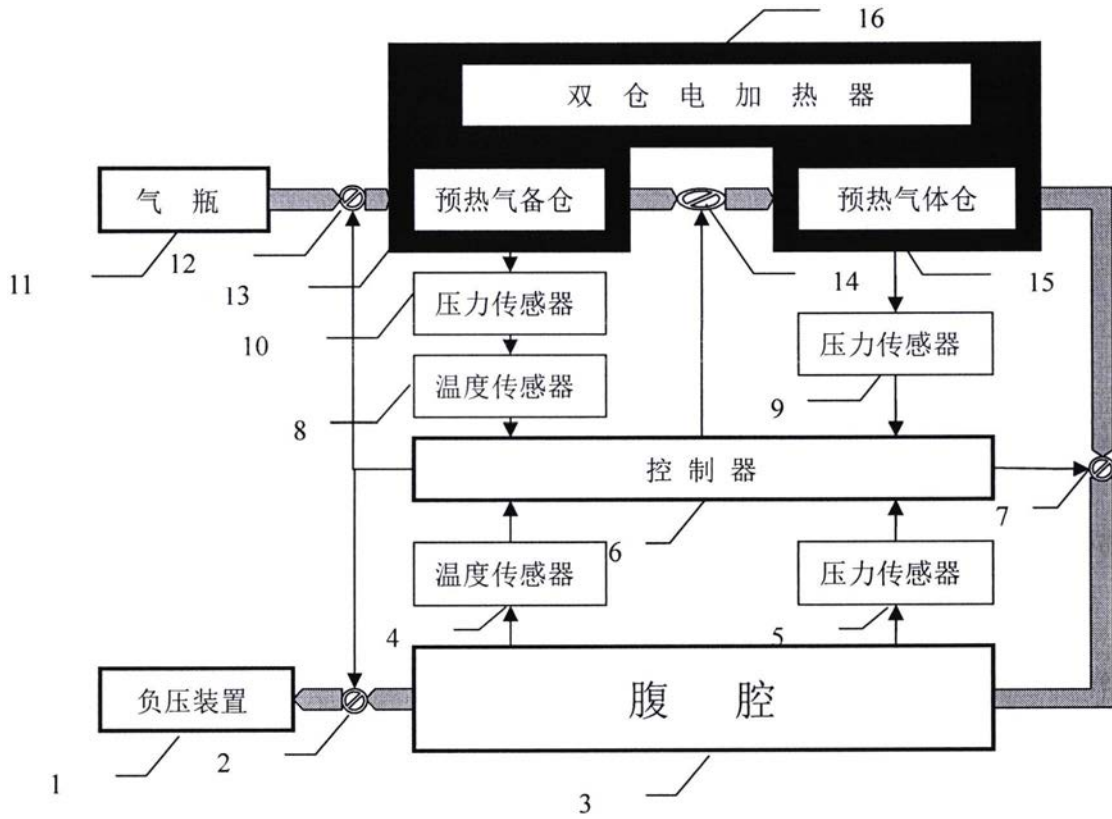 16
双仓电加热器
气 瓶
预热气备仓
预热气体仓
11
12
13
14
15
压力传感器
10
压力传感器
温度传感器
8
9
控制器
7
6
温度传感器
压力传感器
4
5
负压装置
腹 腔
2
1
3